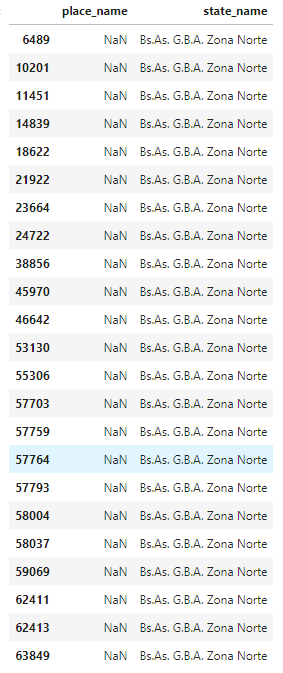 place_name state_name
6489 NaN Bs.As. G.B.A. Zona Norte
10201 NaN Bs.As. G.B.A. Zona Norte
11451 NaN Bs.As. G.B.A. Zona Norte
14839 NaN Bs.As. G.B.A. Zona Norte
18622 NaN Bs.As. G.B.A. Zona Norte
21922 NaN Bs.As. G.B.A. Zona Norte
23664 NaN Bs.As. G.B.A. Zona Norte
24722 NaN Bs.As. G.B.A. Zona Norte
38856 NaN Bs.As. G.B.A. Zona Norte
45970 NaN Bs.As. G.B.A. Zona Norte
46642 NaN Bs.As. G.B.A. Zona Norte
53130 NaN Bs.As. G.B.A. Zona Norte
55306 NaN Bs.As. G.B.A. Zona Norte
57703 NaN Bs.As. G.B.A. Zona Norte
57759 NaN Bs.As. G.B.A. Zona Norte
57764 NaN Bs.As. G.B.A. Zona Norte
57793 NaN Bs.As. G.B.A. Zona Norte
58004 NaN Bs.As. G.B.A. Zona Norte
58037 NaN Bs.As. G.B.A. Zona Norte
59069 NaN Bs.As. G.B.A. Zona Norte
62411 NaN Bs.As. G.B.A. Zona Norte
62413 NaN Bs.As. G.B.A. Zona Norte
63849 NaN Bs.As. G.B.A. Zona Norte